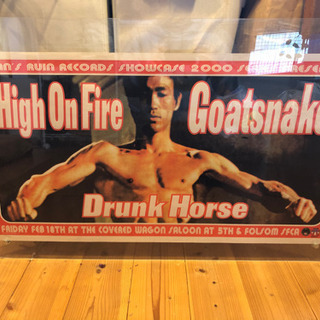 AN'S RUIN RECORDS SHOWCASE 2000
High On Fire
Goatsnake
Drunk Horse
FRIDAY FEB 18TH AT THE COVERED WAGON SALOON AT 5TH & FOLSOM SFCA